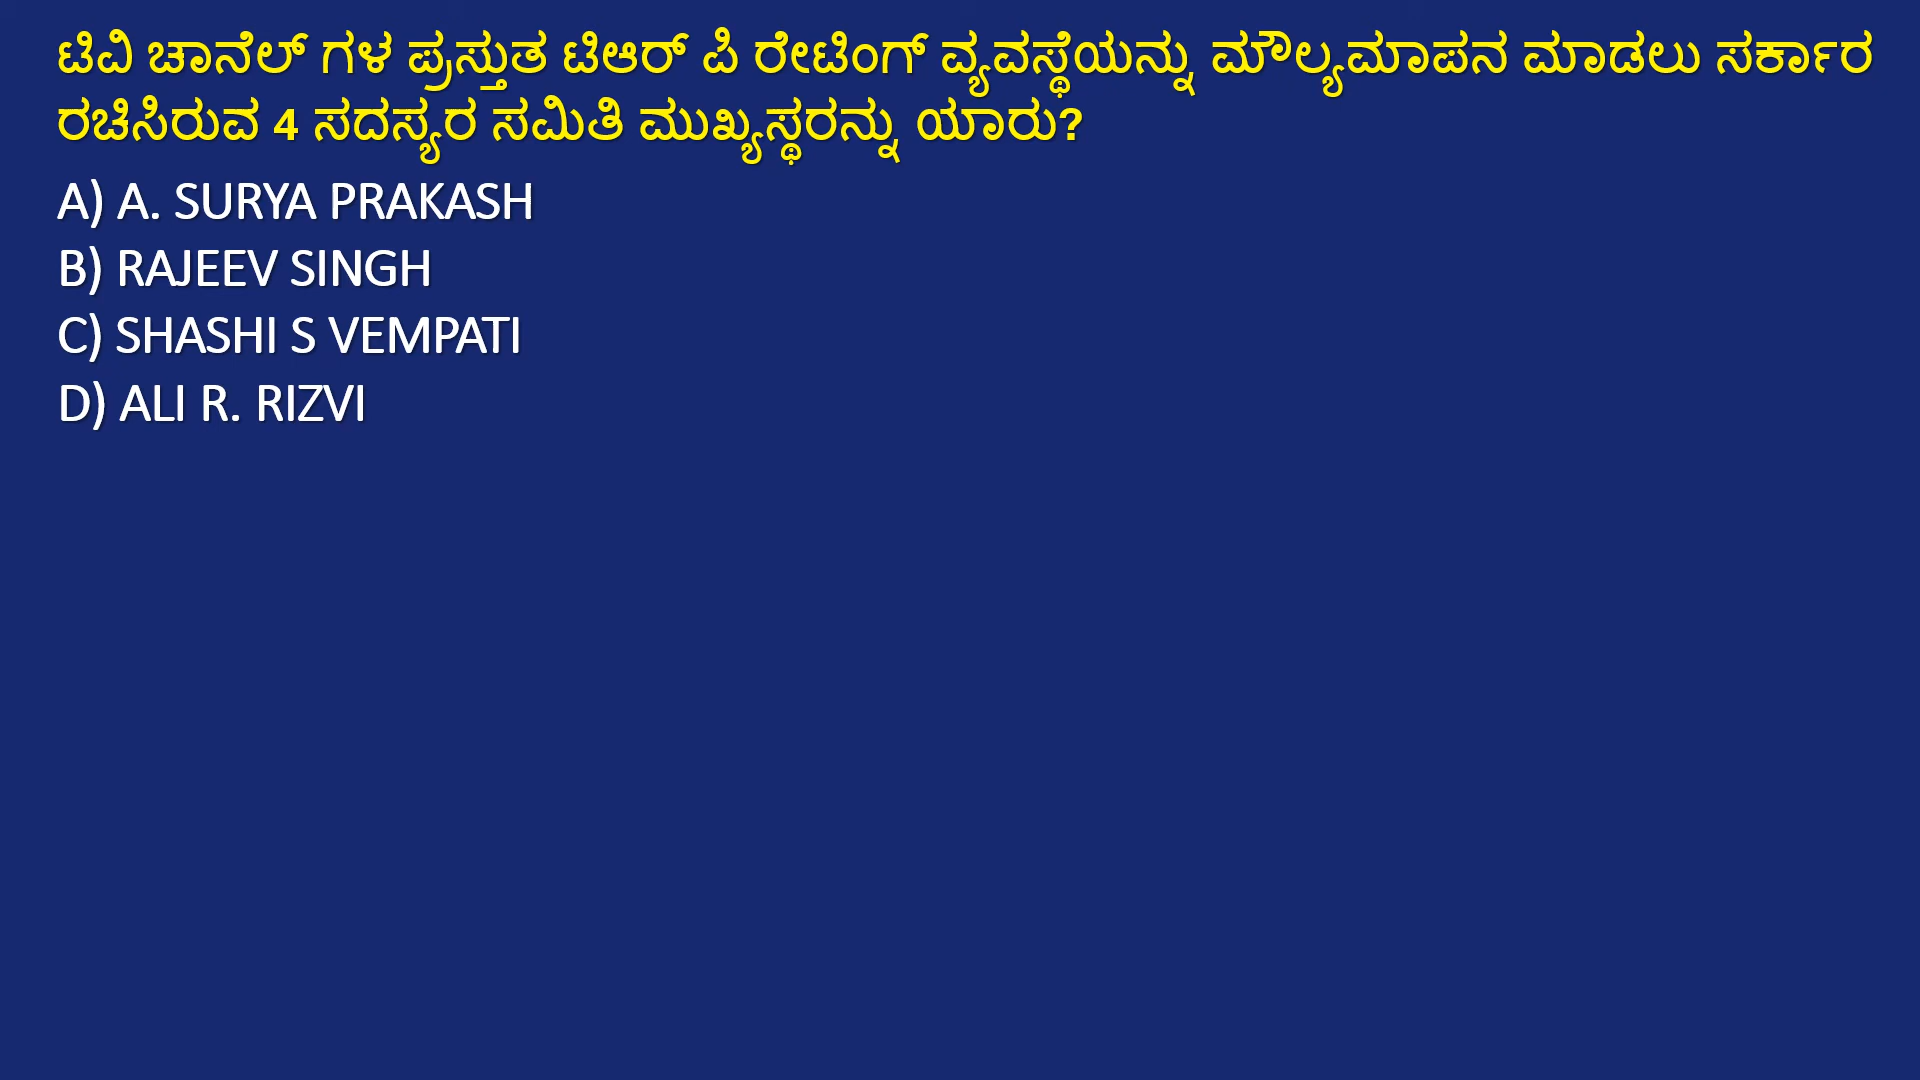 ಟಿವಿ ಚಾನೆಲ್ ಗಳ ಪ್ರಸ್ತುತ ಟಿಆರ್ ಪಿ ರೇಟಿಂಗ್ ವ್ಯವಸ್ಥೆಯನ್ನು ಮೌಲ್ಯಮಾಪನ ಮಾಡಲು ಸರ್ಕಾರ
ರಚಿಸಿರುವ 4 ಸದಸ್ಯರ ಸಮಿತಿ ಮುಖ್ಯಸ್ಥರನ್ನು ಯಾರು?
A) A. SURYA PRAKASH
B) RAJEEV SINGH
C) SHASHI S VEMPATI
D) ALI R. RIZVI